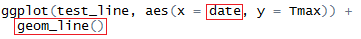 ggplot(test_line, aes(x = date, y = Tmax)) +
geom_line()